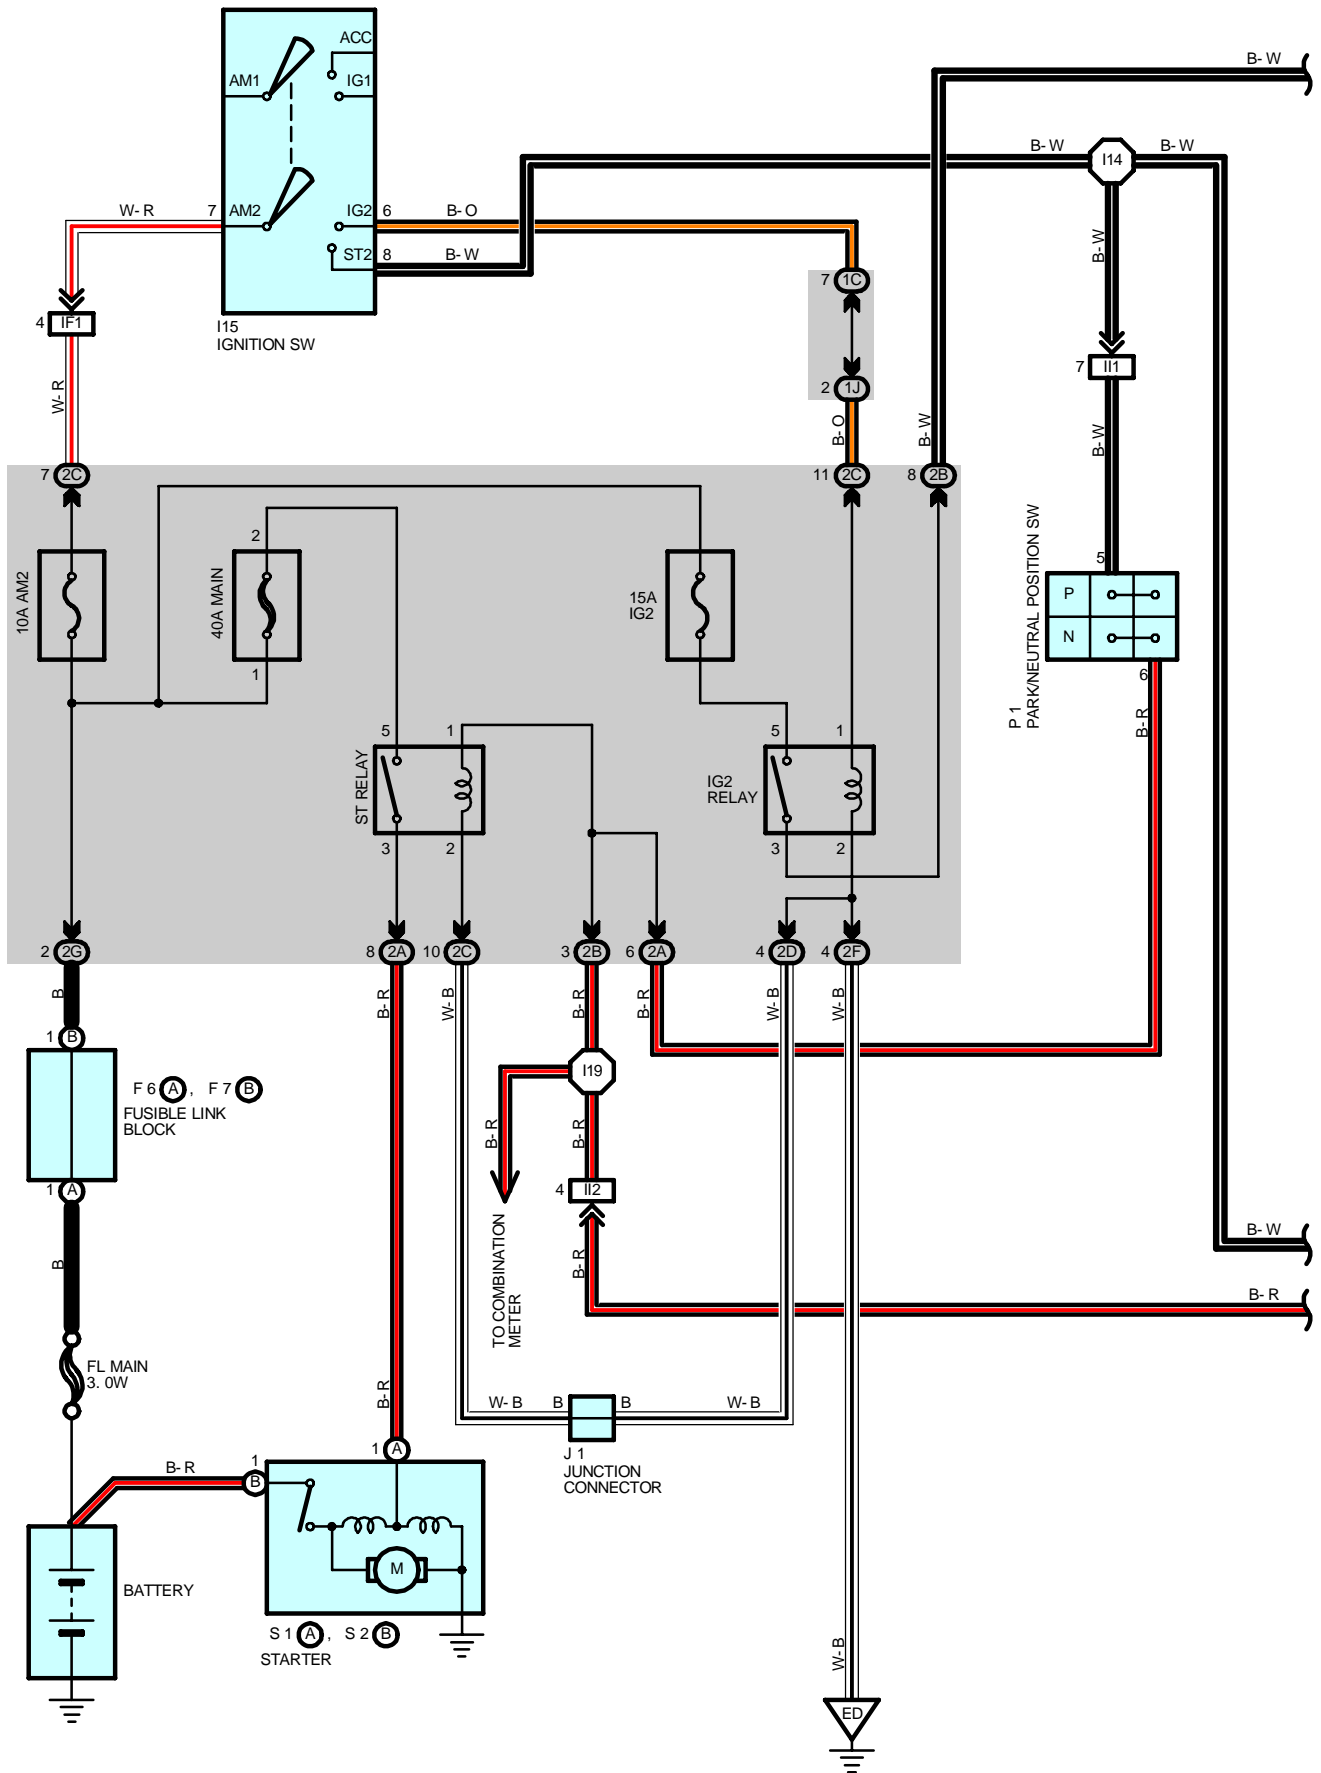 ACC
B- W
AM1
IG1
B- W
I14
B- W
W- R
7
AM2
IG2
6
B- O
ST2
8
B- W
B- W
7
1C
4
IF1
I15
IGNITION SW
7
II1
2
1J
W- R
B- O
B- W
B- W
7
2C
11
2C
8
2B
2
10A AM2
40A MAIN
15A
IG2
1
5
P
N
6
P 1
PARK/NEUTRAL POSITION SW
B- R
5
1
5
1
ST RELAY
IG2
RELAY
3
2
3
2
2
2G
8
2A
10
2C
3
2B
6
2A
4
2D
4
2F
B
B- R
W- B
B- R
B- R
W- B
W- B
1
B
I19
F 6
A
,
F 7
B
FUSIBLE LINK
BLOCK
B- R
B- R
1
A
4
II2
TO COMBINATION
METER
B- R
B- W
B
B- R
FL MAIN
3. 0W
B- R
W- B
B
B
W- B
J 1
JUNCTION
CONNECTOR
1
A
B- R
1
B
M
BATTERY
S 1
A
,
S 2
B
STARTER
W- B
ED